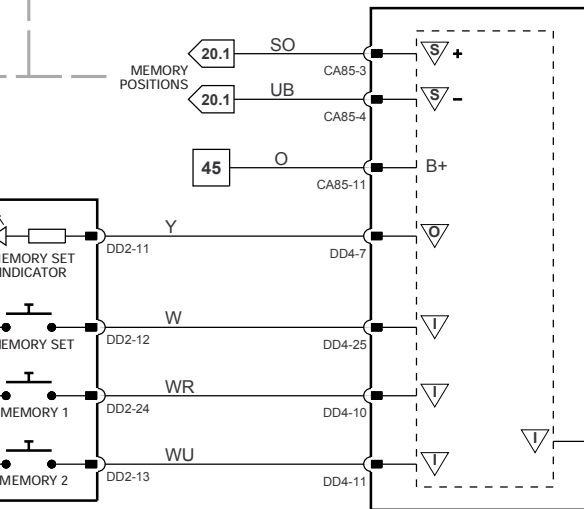 20.1 SO CA85-3 S +
MEMORY
POSITIONS
20.1 UB CA85-4 S –
45 O CA85-11 B+
Y
DD2-11 DD4-7 O
EMORY SET
INDICATOR
W
DD2-12 DD4-25 I
EMORY SET
WR
DD2-24 DD4-10 I
MEMORY 1
I
WU
DD2-13 DD4-11 I
MEMORY 2